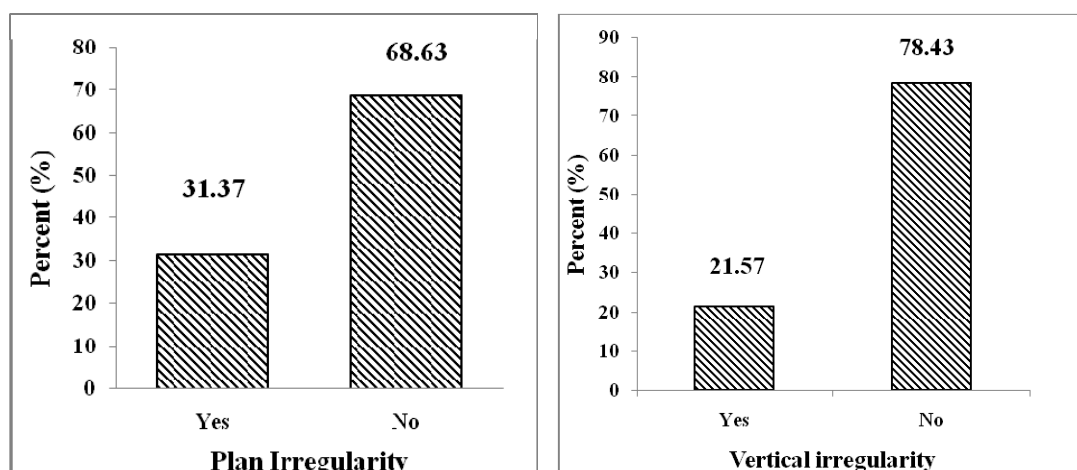 80
70
60
50
40
30
20
10
0
Percent (%)
31.37
68.63
Yes
No
Plan Irregularity
90
80
70
60
50
40
30
20
10
0
Percent (%)
21.57
78.43
Yes
No
Vertical irregularity